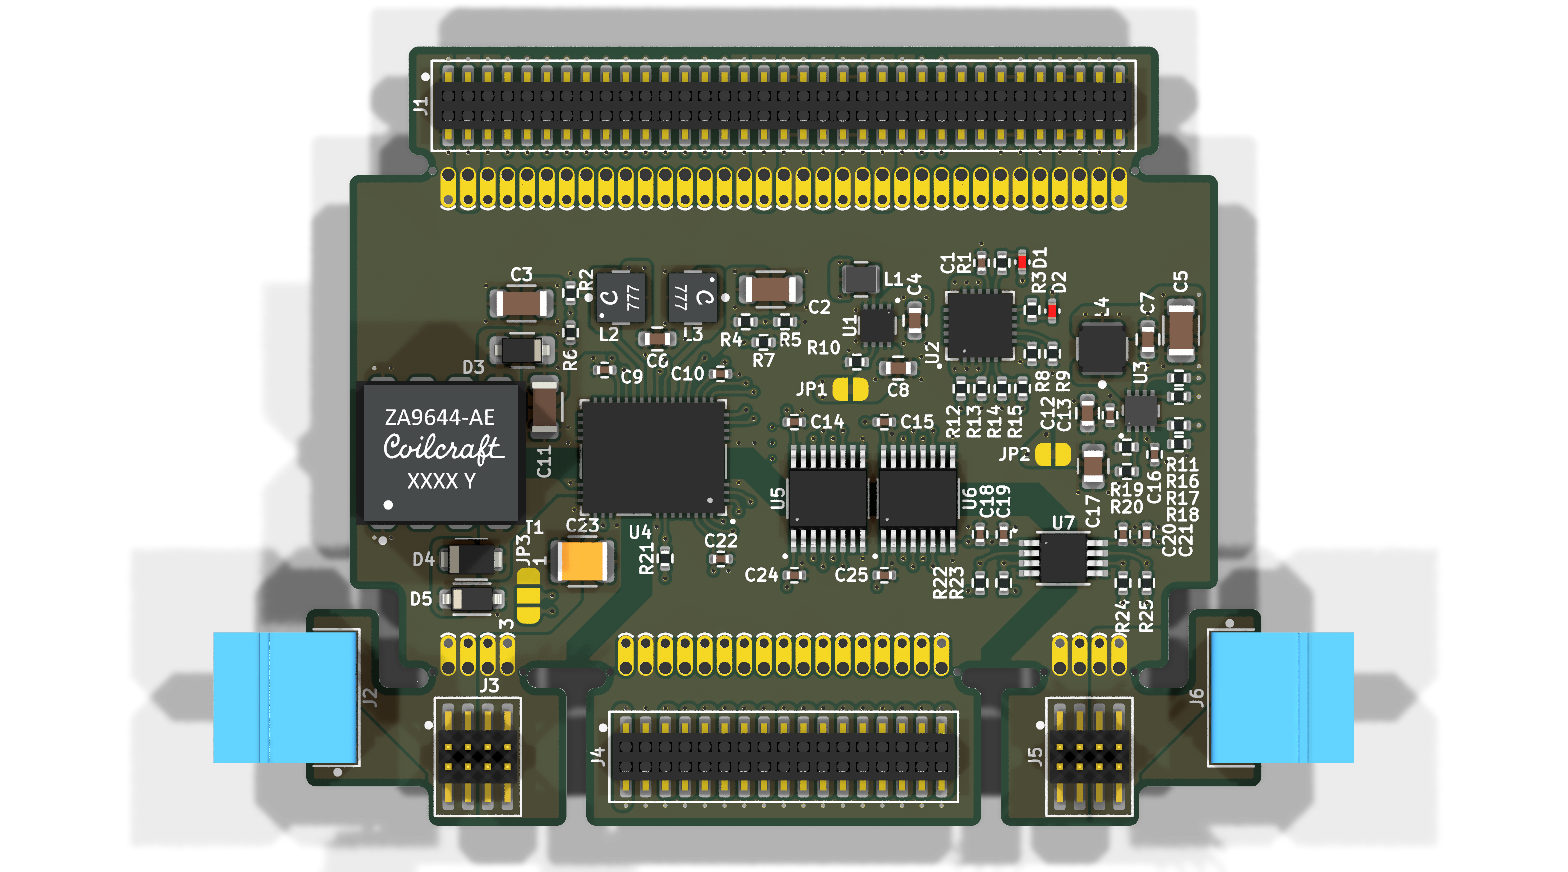 J1
C1
R1
D1
C3
R2
R3
D2
C5
777
777
C
C
L1
C4
C2
L4
C7
L2
L3
R4
R5
U1
U2
R6
C6
R7
R10
D3
C9
C10
U3
JP1
C8
R8
R9
ZA9644-AE
Coilcraft
XXXX Y
C11
R12
R13
R14
R15
C12
C13
C14
C15
JP2
R11
R16
R17
R18
R19
R20
C16
U5
U6
C18
C19
C17
T1
C23
U4
U7
C20
C21
D4
JP3
1
R21
C22
C24
C25
R22
R23
D5
3
R24
R25
J3
J2
J6
J4
J5